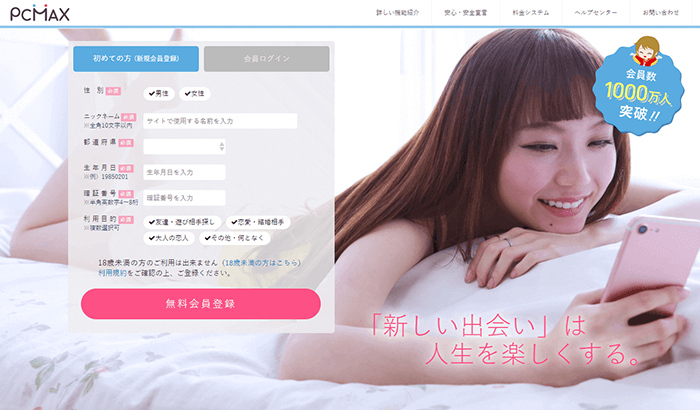 PCMAX
詳しい機能紹介
安心・安全宣言
料金システム
ヘルプセンター
お問い合わせ
初めての方（新規会員登録）
会員ログイン
性 別 必須
男性
女性
ニックネーム 必須
※全角10文字以内
サイトで使用する名前を入力
都 道 府 県 必須
生 年 月 日 必須
※例）19850201
生年月日を入力
暗 証 番 号 必須
※半角英数字4〜8桁
暗証番号を入力
利 用 目 的 必須
※複数選択可
友達・遊び相手探し
恋愛・結婚相手
大人の恋人
その他・何となく
18歳未満の方のご利用は出来ません（18歳未満の方はこちら）
利用規約をご確認の上、ご登録ください。
無料会員登録
会員数
1000万人
突破!!
「新しい出会い」は
人生を楽しくする。